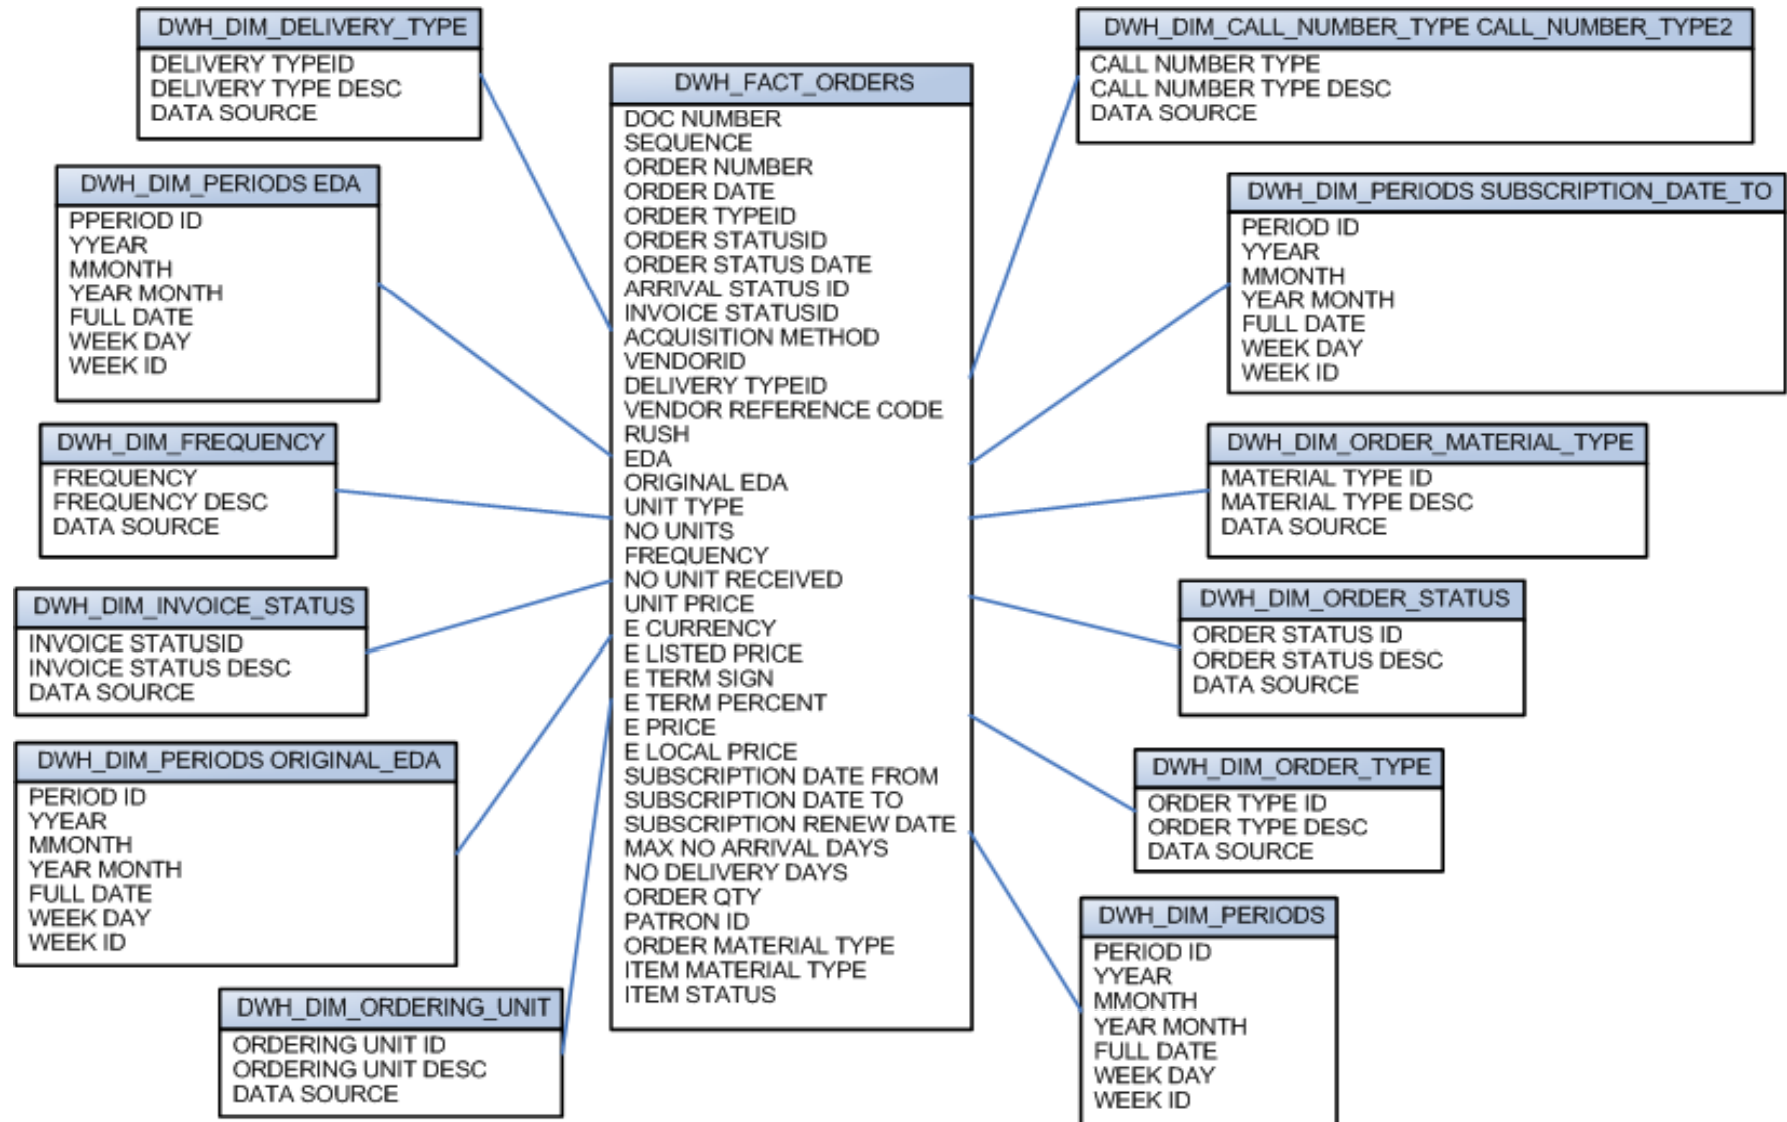 DWH_DIM_DELIVERY_TYPE
DELIVERY TYPEID
DELIVERY TYPE DESC
DATA SOURCE
DWH_DIM_PERIODS EDA
PPERIOD ID
YYEAR
MMONTH
YEAR MONTH
FULL DATE
WEEK DAY
WEEK ID
DWH_DIM_FREQUENCY
FREQUENCY
FREQUENCY DESC
DATA SOURCE
DWH_DIM_INVOICE_STATUS
INVOICE STATUSID
INVOICE STATUS DESC
DATA SOURCE
DWH_DIM_PERIODS ORIGINAL_EDA
PERIOD ID
YYEAR
MMONTH
YEAR MONTH
FULL DATE
WEEK DAY
WEEK ID
DWH_DIM_ORDERING_UNIT
ORDERING UNIT ID
ORDERING UNIT DESC
DATA SOURCE
DWH_FACT_ORDERS
DOC NUMBER
SEQUENCE
ORDER NUMBER
ORDER DATE
ORDER TYPEID
ORDER STATUSID
ORDER STATUS DATE
ARRIVAL STATUS ID
INVOICE STATUSID
ACQUISITION METHOD
VENDORID
DELIVERY TYPEID
VENDOR REFERENCE CODE
RUSH
EDA
ORIGINAL EDA
UNIT TYPE
NO UNITS
FREQUENCY
NO UNIT RECEIVED
UNIT PRICE
E CURRENCY
E LISTED PRICE
E TERM SIGN
E TERM PERCENT
E PRICE
E LOCAL PRICE
SUBSCRIPTION DATE FROM
SUBSCRIPTION DATE TO
SUBSCRIPTION RENEW DATE
MAX NO ARRIVAL DAYS
NO DELIVERY DAYS
ORDER QTY
PATRON ID
ORDER MATERIAL TYPE
ITEM MATERIAL TYPE
ITEM STATUS
DWH_DIM_CALL_NUMBER_TYPE CALL_NUMBER_TYPE2
CALL NUMBER TYPE
CALL NUMBER TYPE DESC
DATA SOURCE
DWH_DIM_PERIODS SUBSCRIPTION_DATE_TO
PERIOD ID
YYEAR
MMONTH
YEAR MONTH
FULL DATE
WEEK DAY
WEEK ID
DWH_DIM_ORDER_MATERIAL_TYPE
MATERIAL TYPE ID
MATERIAL TYPE DESC
DATA SOURCE
DWH_DIM_ORDER_STATUS
ORDER STATUS ID
ORDER STATUS DESC
DATA SOURCE
DWH_DIM_ORDER_TYPE
ORDER TYPE ID
ORDER TYPE DESC
DATA SOURCE
DWH_DIM_PERIODS
PERIOD ID
YYEAR
MMONTH
YEAR MONTH
FULL DATE
WEEK DAY
WEEK ID